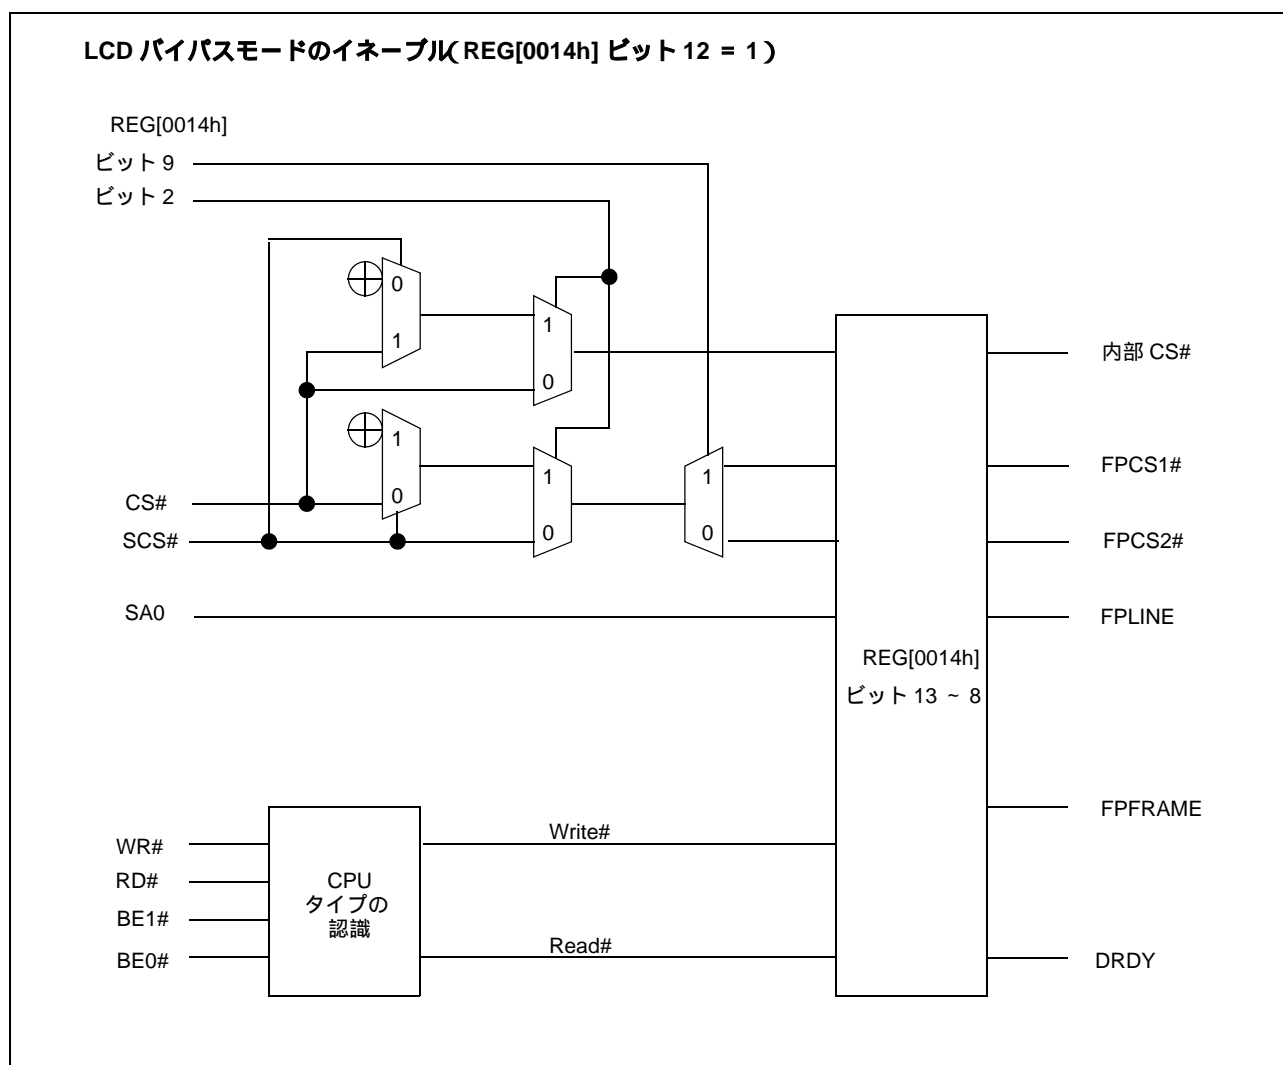 LCD バイパスモードのイネーブル(REG[0014h] ビット 12 = 1)
REG[0014h]
ビット 9
ビット 2
0
1
1
0
内部 CS#
1
0
1
0
1
0
CS#
SCS#
FPCS1#
FPCS2#
SA0
FPLINE
REG[0014h]
ビット 13 ~ 8
FPFRAME
WR#
RD#
BE1#
BE0#
CPU
タイプの
認識
Write#
Read#
DRDY